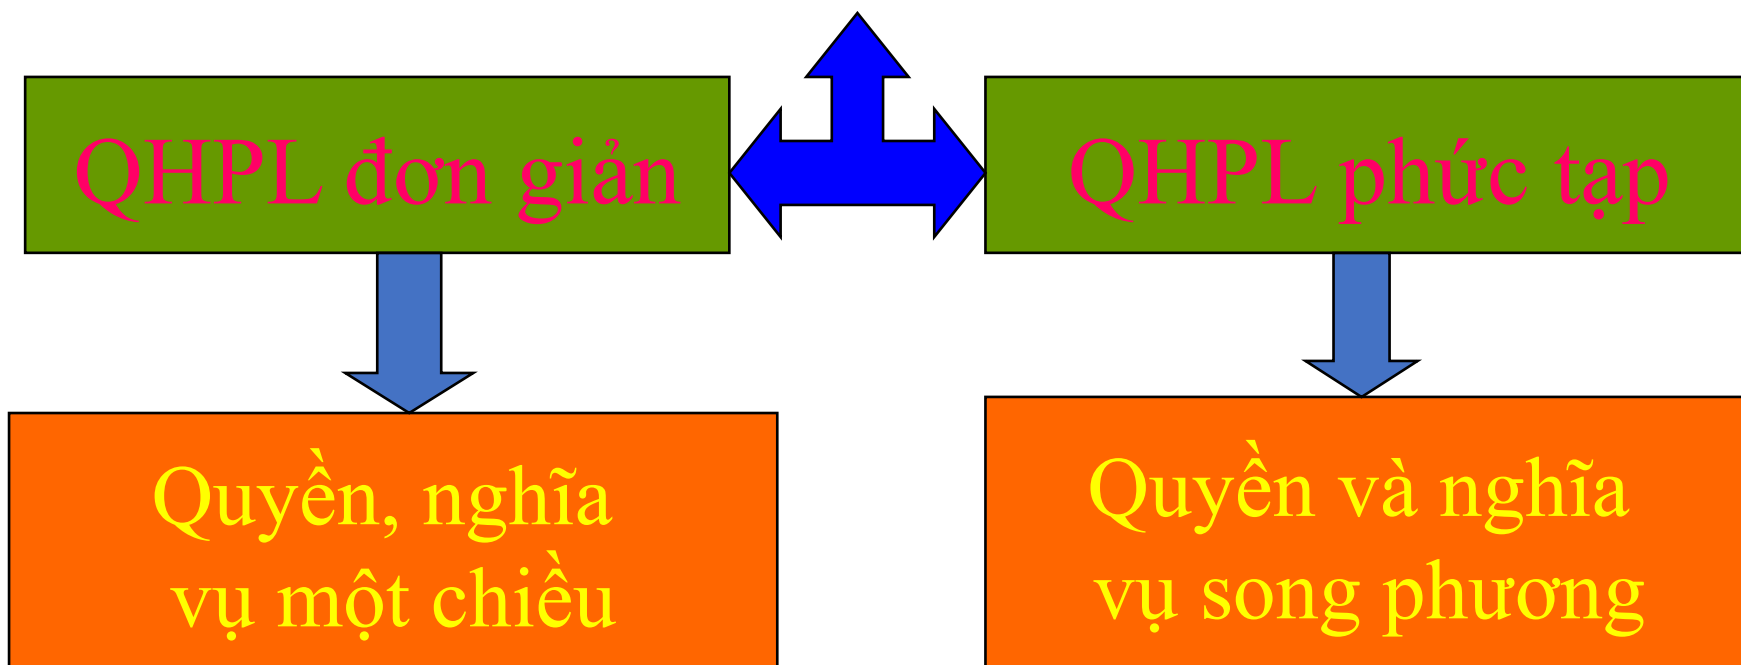 QHPL đơn giản
QHPL phức tạp
Quyền, nghĩa
vụ một chiều
Quyền và nghĩa
vụ song phương